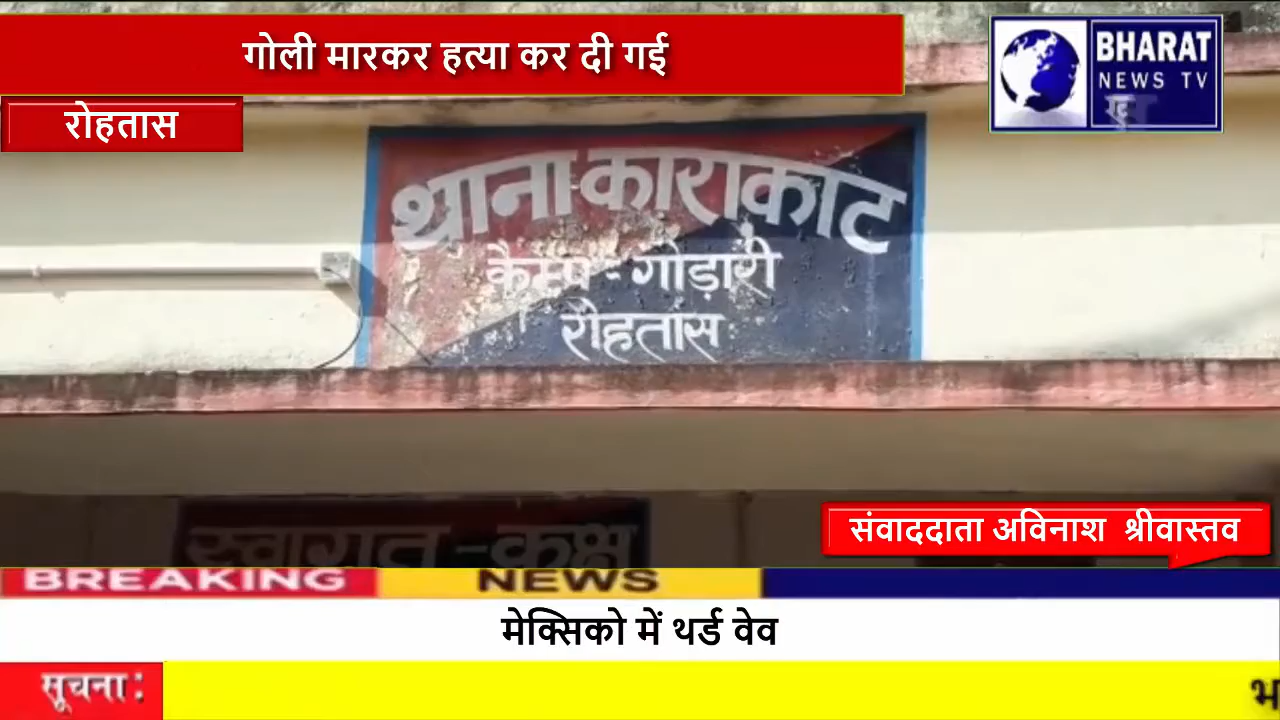 गोली मारकर हत्या कर दी गई
BHARAT
NEWS TV
रोहतास
थाना काराकाट
कैम्प - गोड़ारी
रोहतास
स्वागत - कक्ष
संवाददाता अविनाश श्रीवास्तव
BREAKING NEWS
मेक्सिको में थर्ड वेव
सूचना :